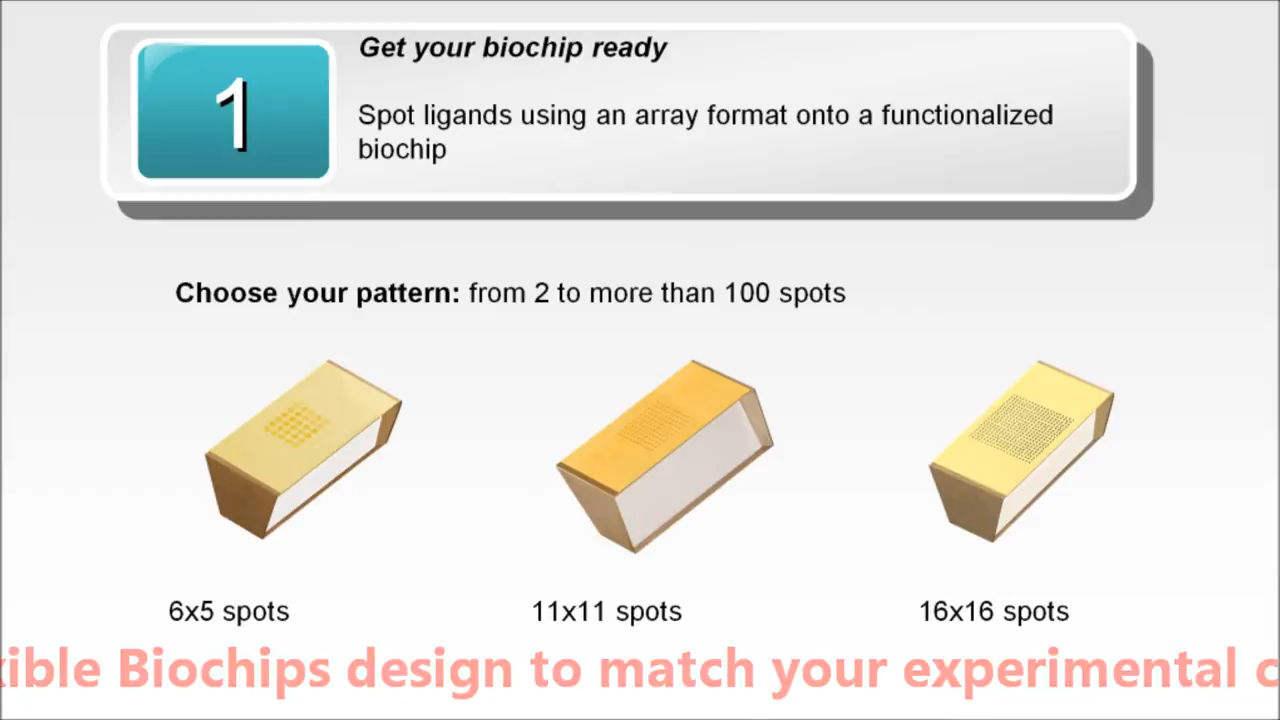 1
Get your biochip ready
Spot ligands using an array format onto a functionalized
biochip
Choose your pattern: from 2 to more than 100 spots
6x5 spots
11x11 spots
16x16 spots
Biochips design to match your experimental